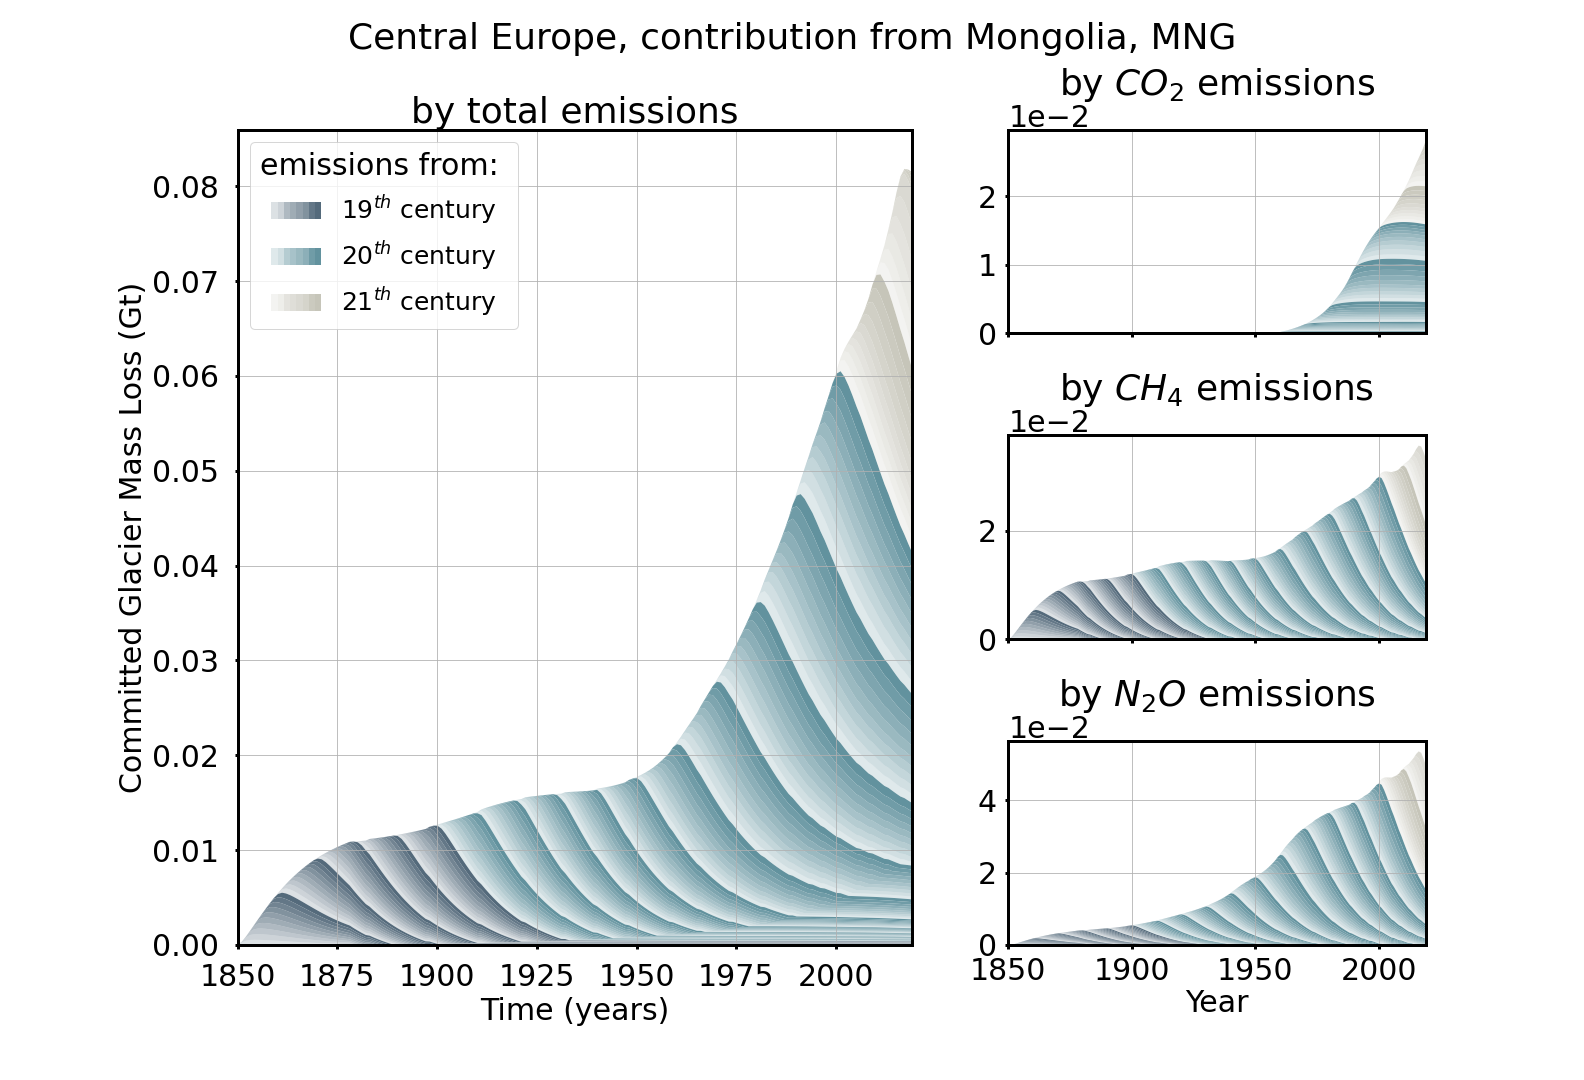 Central Europe, contribution from Mongolia, MNG
by total emissions
emissions from:
19th century
20th century
21th century
0.08
0.07
0.06
0.05
0.04
0.03
0.02
0.01
0.00
Committed Glacier Mass Loss (Gt)
1850 1875 1900 1925 1950 1975 2000
Time (years)
by CO2 emissions
1e−2
2
1
0
by CH4 emissions
1e−2
2
0
by N2O emissions
1e−2
4
2
0
1850 1900 1950 2000
Year